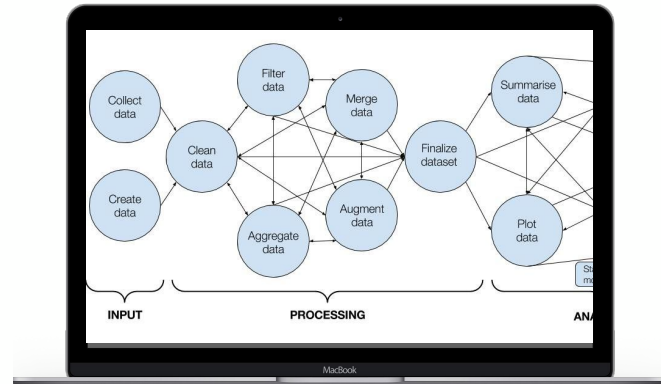 Collect
data
Create
data
Clean
data
Filter
data
Merge
data
Aggregate
data
Augment
data
Finalize
dataset
Summarise
data
Plot
data
INPUT
PROCESSING
MacBook